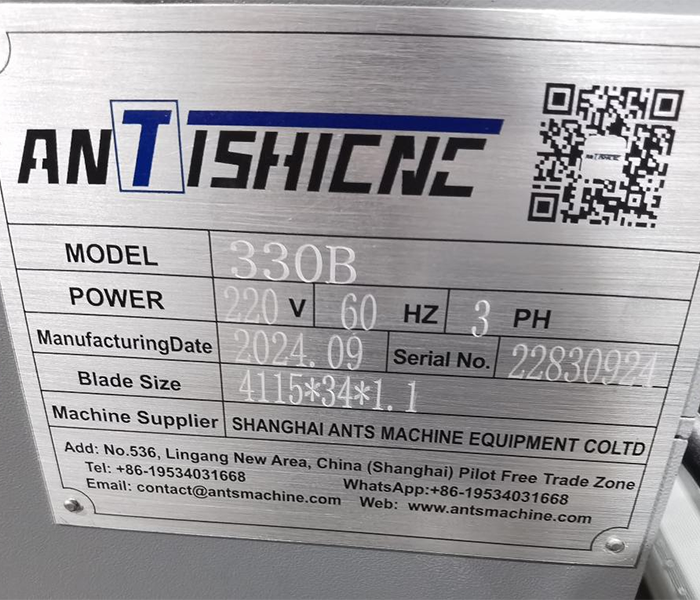 ANTISHICNC
MODEL 330B
POWER 220 V 60 HZ 3 PH
ManufacturingDate 2024.09 Serial No. 22830924
Blade Size 4115*34*1.1
Machine Supplier SHANGHAI ANTS MACHINE EQUIPMENT COLTD
Add: No.536, Lingang New Area, China (Shanghai) Pilot Free Trade Zone
Tel: +86-19534031668 WhatsApp:+86-19534031668
Email: contact@antsmachine.com Web: www.antsmachine.com